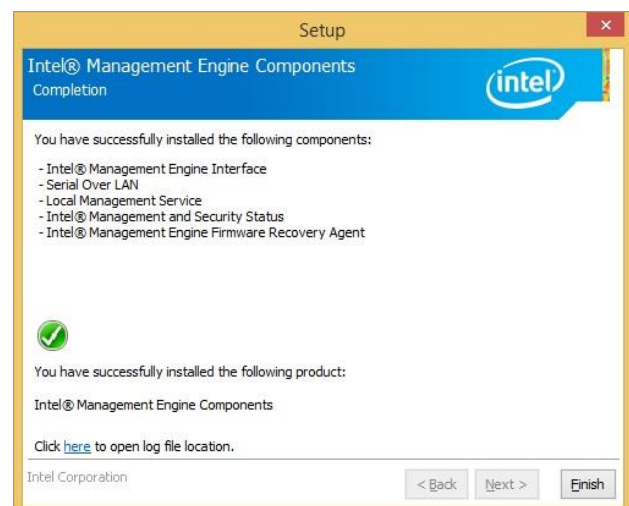 Setup
Intel® Management Engine Components
Completion
intel
You have successfully installed the following components:
- Intel® Management Engine Interface
- Serial Over LAN
- Local Management Service
- Intel® Management and Security Status
- Intel® Management Engine Firmware Recovery Agent
You have successfully installed the following product:
Intel® Management Engine Components
Click here to open log file location.
Intel Corporation
< Back Next > Finish